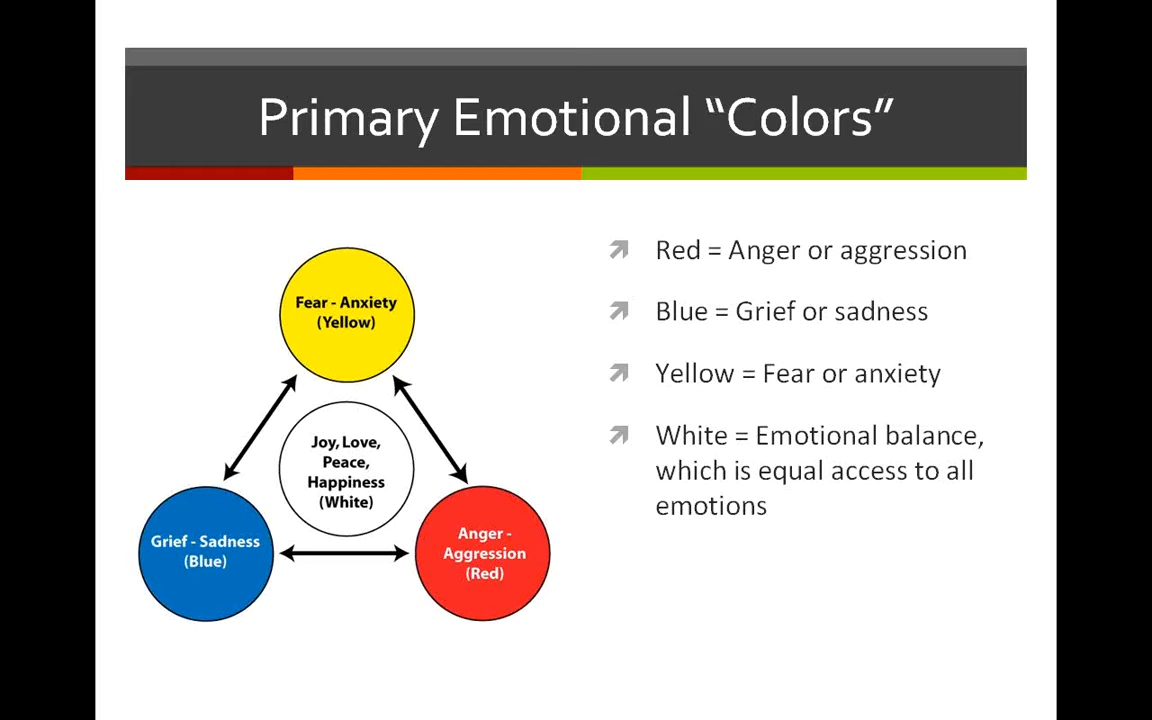 Primary Emotional “Colors”
Fear - Anxiety
(Yellow)
Joy, Love,
Peace,
Happiness
(White)
Grief - Sadness
(Blue)
Anger -
Aggression
(Red)
Red = Anger or aggression
Blue = Grief or sadness
Yellow = Fear or anxiety
White = Emotional balance,
which is equal access to all
emotions